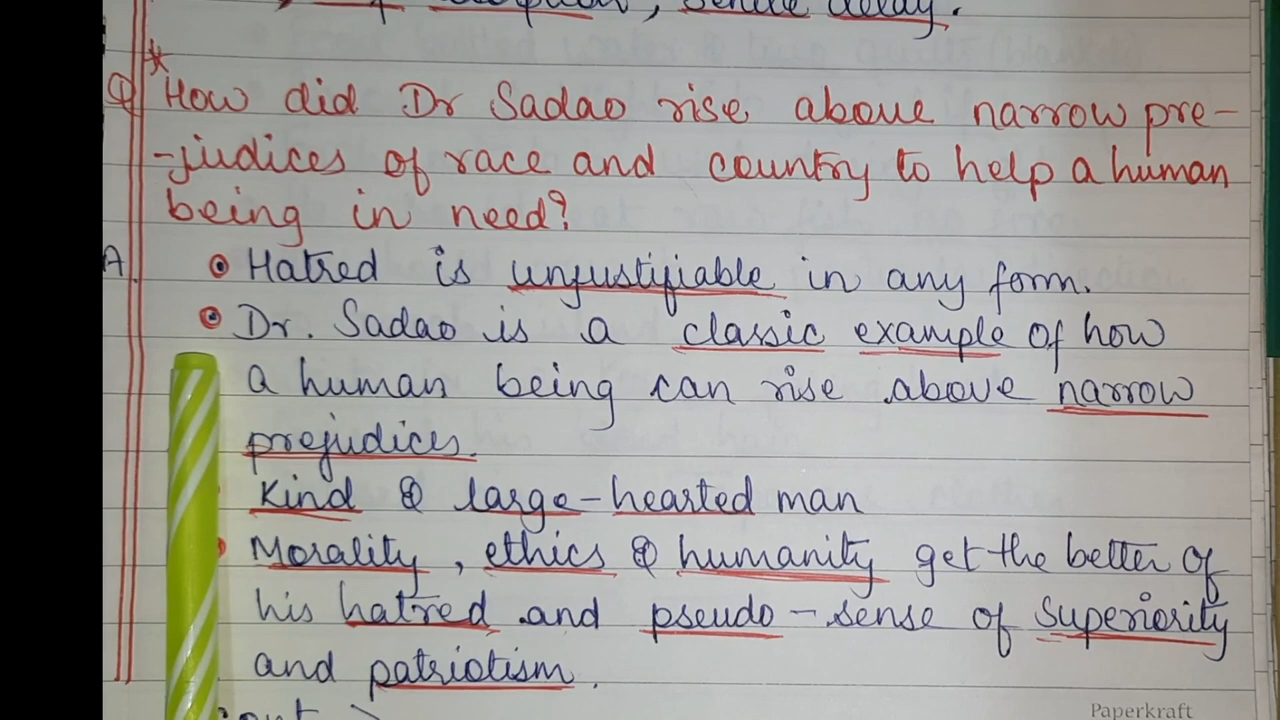 , senile delay.
*
Q How did Dr Sadao rise above narrow pre-
-judices of race and country to help a human
being in need?
A. • Hatred is unjustifiable in any form.
• Dr. Sadao is a classic example of how
a human being can rise above narrow
prejudices.
Kind & large-hearted man
• Morality, ethics & humanity get the better of
his hatred and pseudo-sense of superiority
and patriotism.
Paperkraft